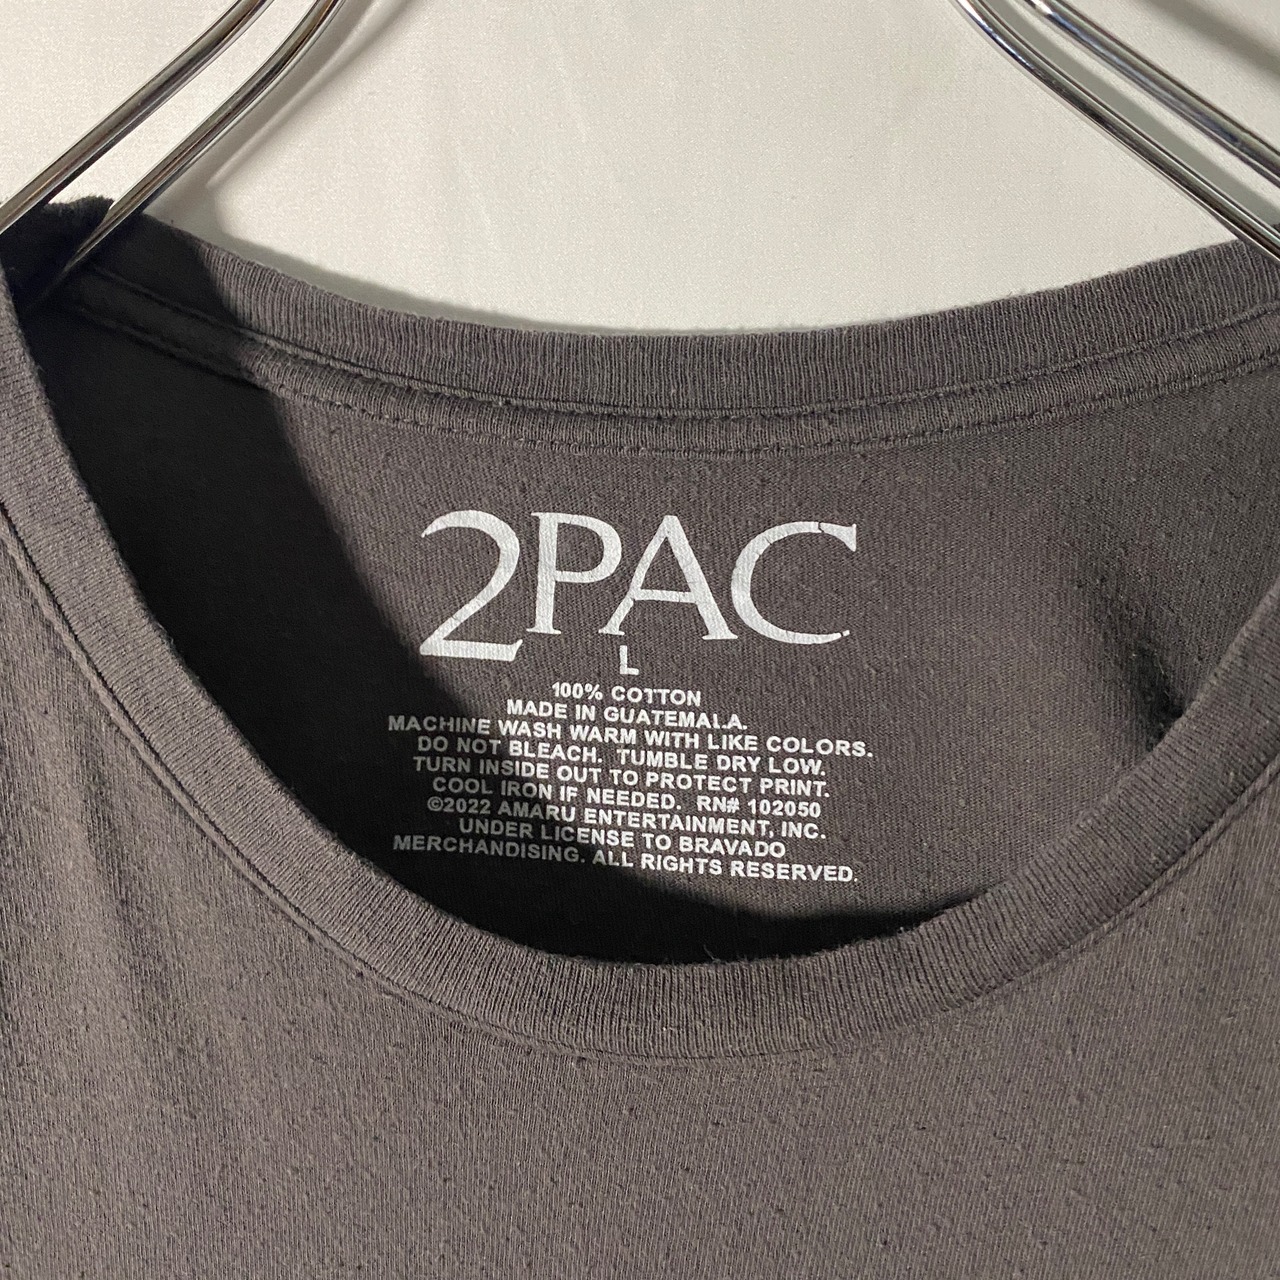 2PAC
L
100% COTTON
MADE IN GUATEMALA.
MACHINE WASH WARM WITH LIKE COLORS.
DO NOT BLEACH. TUMBLE DRY LOW.
TURN INSIDE OUT TO PROTECT PRINT.
COOL IRON IF NEEDED. RN# 102050
©2022 AMARU ENTERTAINMENT, INC.
UNDER LICENSE TO BRAVADO
MERCHANDISING. ALL RIGHTS RESERVED.